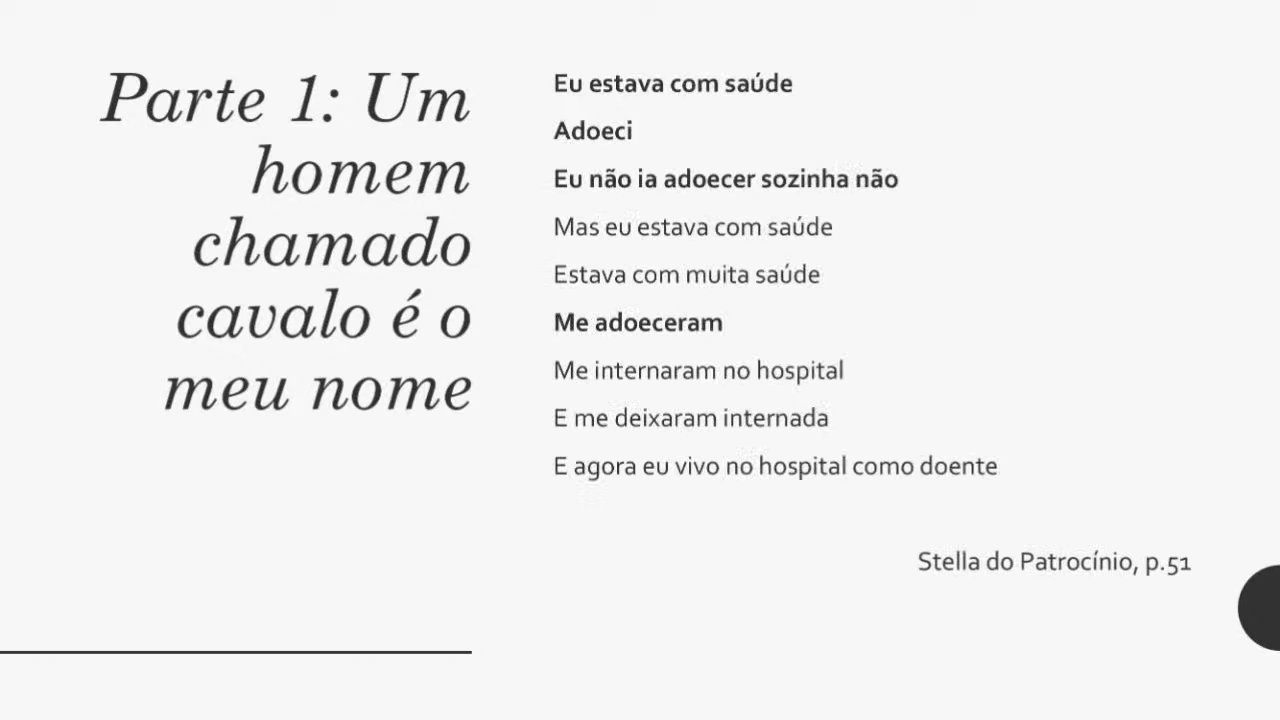 Parte 1: Um
homem
chamado
cavalo é o
meu nome
Eu estava com saúde
Adoeci
Eu não ia adoecer sozinha não
Mas eu estava com saúde
Estava com muita saúde
Me adoeceram
Me internaram no hospital
E me deixaram internada
E agora eu vivo no hospital como doente
Stella do Patrocínio, p.51